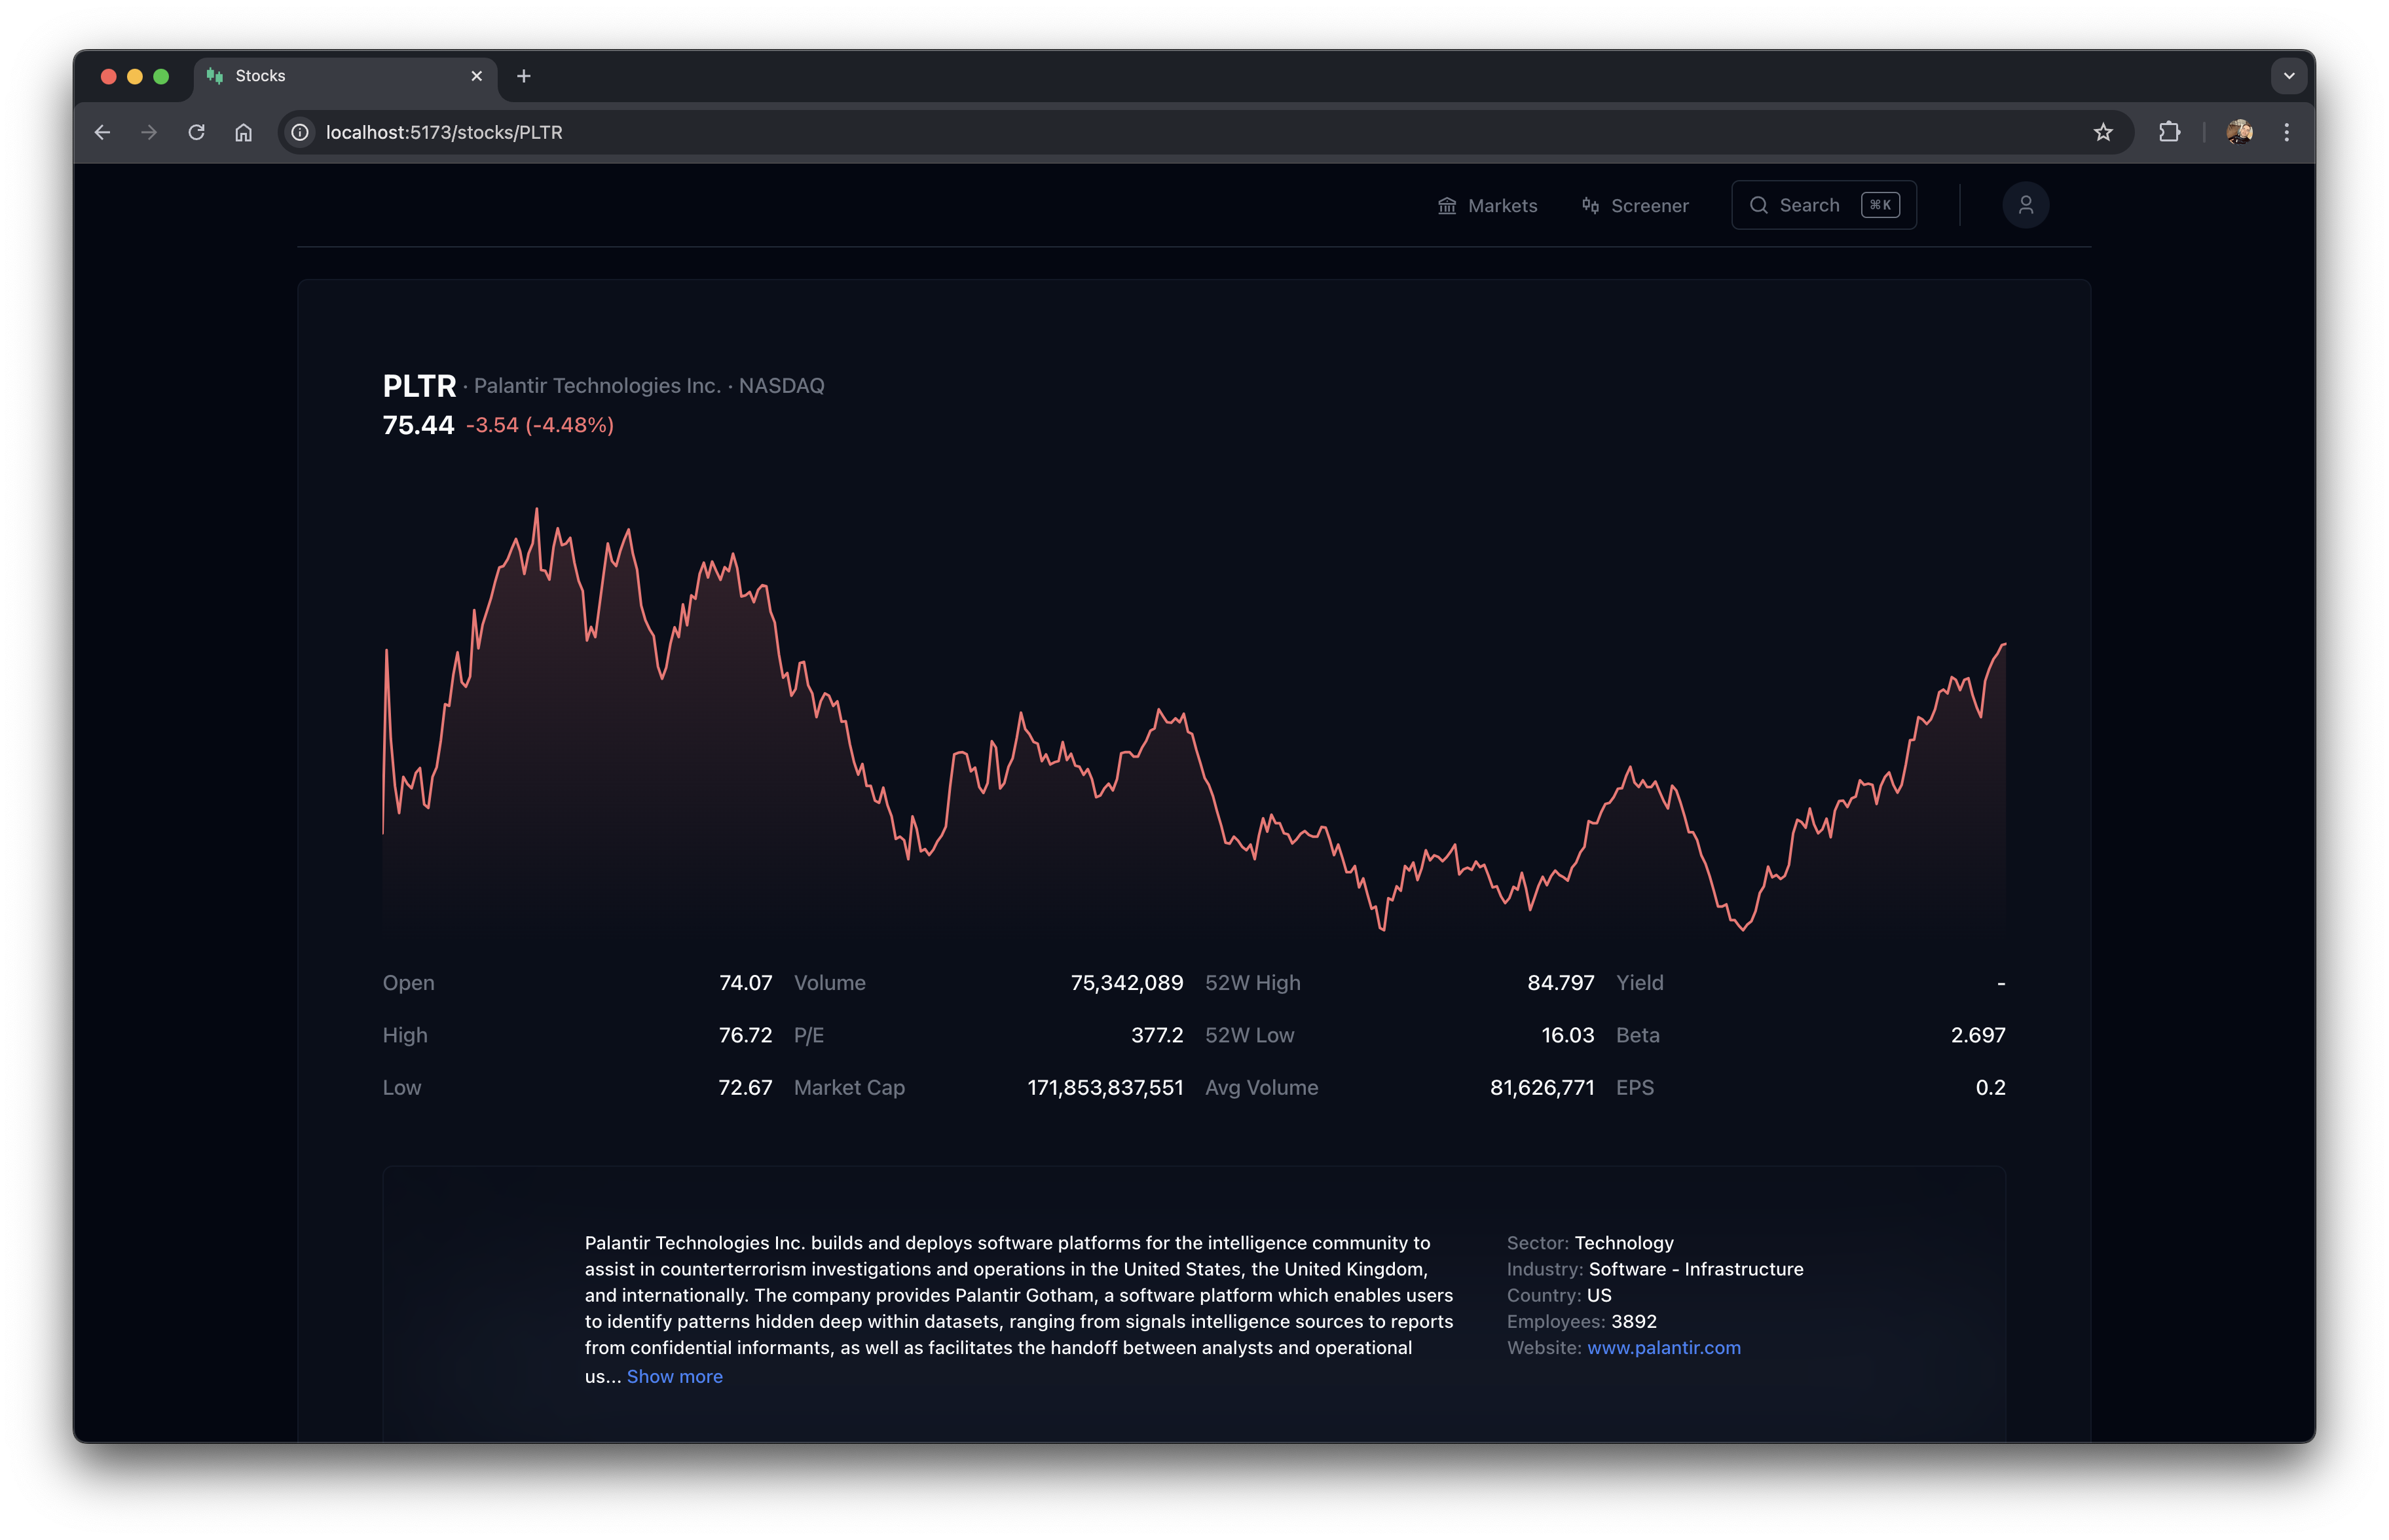 Stocks
localhost:5173/stocks/PLTR
Markets
Screener
Search ⌘K
PLTR · Palantir Technologies Inc. · NASDAQ
75.44 -3.54 (-4.48%)
Open 74.07 Volume 75,342,089 52W High 84.797 Yield -
High 76.72 P/E 377.2 52W Low 16.03 Beta 2.697
Low 72.67 Market Cap 171,853,837,551 Avg Volume 81,626,771 EPS 0.2
Palantir Technologies Inc. builds and deploys software platforms for the intelligence community to
assist in counterterrorism investigations and operations in the United States, the United Kingdom,
and internationally. The company provides Palantir Gotham, a software platform which enables users
to identify patterns hidden deep within datasets, ranging from signals intelligence sources to reports
from confidential informants, as well as facilitates the handoff between analysts and operational
us... Show more
Sector: Technology
Industry: Software - Infrastructure
Country: US
Employees: 3892
Website: www.palantir.com